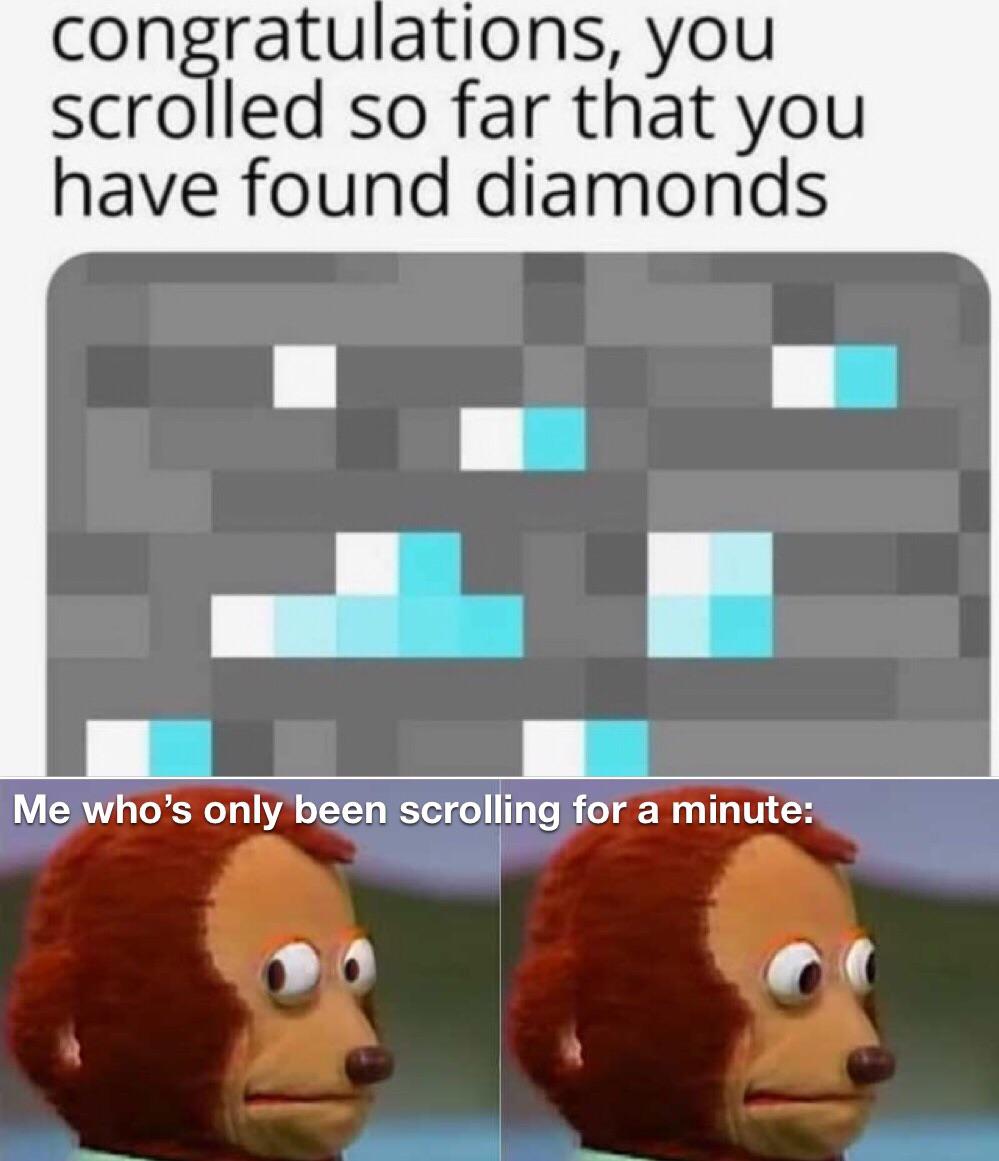 congratulations, you
scrolled so far that you
have found diamonds
Me who’s only been scrolling for a minute: